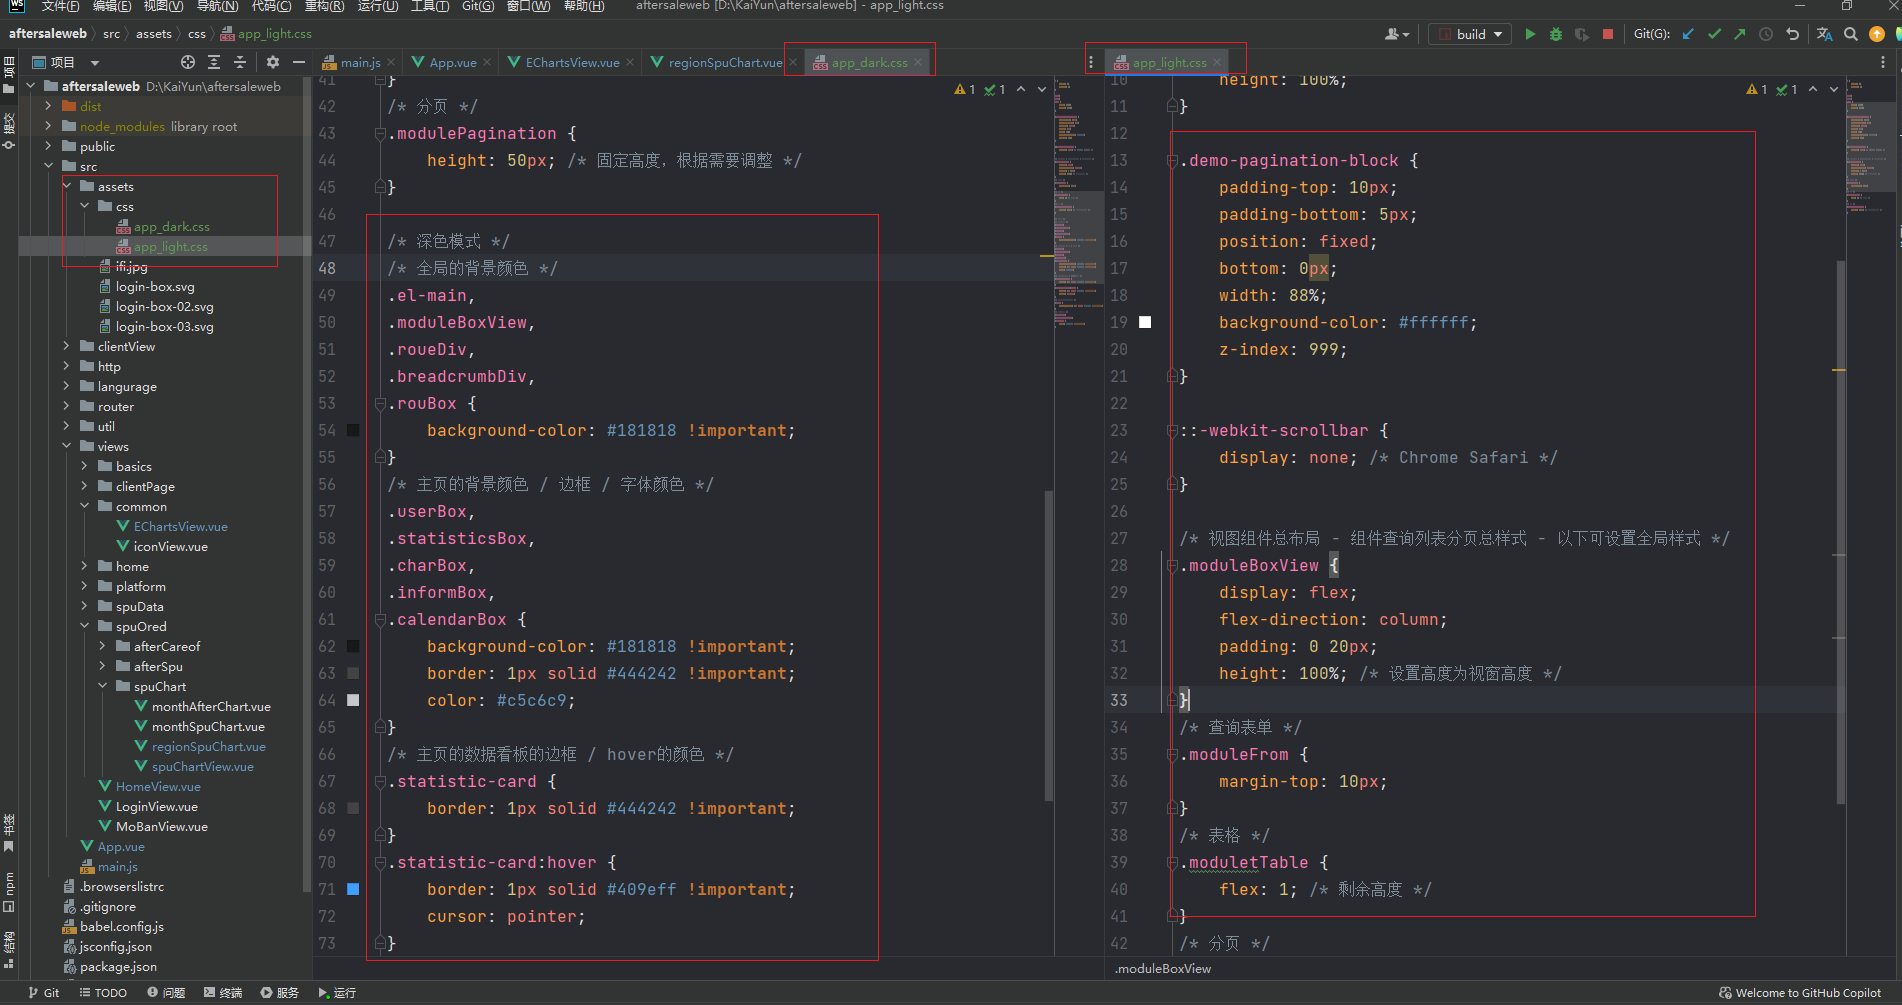 文件(F) 编辑(E) 视图(V) 导航(N) 代码(C) 重构(R) 运行(U) 工具(T) Git(G) 窗口(W) 帮助(H) aftersaleweb [D:\KaiYun\aftersaleweb] - app_light.css
aftersaleweb src assets css app_light.css build Git(G):
项目 main.js App.vue EChartsView.vue regionSpuChart.vue app_dark.css app_light.css
项目
提交
书签
npm
结构
aftersaleweb D:\KaiYun\aftersaleweb
dist
node_modules library root
public
src
assets
css
app_dark.css
app_light.css
ifi.jpg
login-box.svg
login-box-02.svg
login-box-03.svg
clientView
http
langurage
router
util
views
basics
clientPage
common
EChartsView.vue
iconView.vue
home
platform
spuData
spuOred
afterCareof
afterSpu
spuChart
monthAfterChart.vue
monthSpuChart.vue
regionSpuChart.vue
spuChartView.vue
HomeView.vue
LoginView.vue
MoBanView.vue
App.vue
main.js
.browserslistrc
.gitignore
babel.config.js
jsconfig.json
package.json
1 1
41 }
42 /* 分页 */
43 .modulePagination {
44 height: 50px; /* 固定高度，根据需要调整 */
45 }
46
47 /* 深色模式 */
48 /* 全局的背景颜色 */
49 .el-main,
50 .moduleBoxView,
51 .roueDiv,
52 .breadcrumbDiv,
53 .rouBox {
54 background-color: #181818 !important;
55 }
56 /* 主页的背景颜色 / 边框 / 字体颜色 */
57 .userBox,
58 .statisticsBox,
59 .charBox,
60 .informBox,
61 .calendarBox {
62 background-color: #181818 !important;
63 border: 1px solid #444242 !important;
64 color: #c5c6c9;
65 }
66 /* 主页的数据看板的边框 / hover的颜色 */
67 .statistic-card {
68 border: 1px solid #444242 !important;
69 }
70 .statistic-card:hover {
71 border: 1px solid #409eff !important;
72 cursor: pointer;
73 }
1 1
10 height: 100%;
11 }
12
13 .demo-pagination-block {
14 padding-top: 10px;
15 padding-bottom: 5px;
16 position: fixed;
17 bottom: 0px;
18 width: 88%;
19 background-color: #ffffff;
20 z-index: 999;
21 }
22
23 ::-webkit-scrollbar {
24 display: none; /* Chrome Safari */
25 }
26
27 /* 视图组件总布局 - 组件查询列表分页总样式 - 以下可设置全局样式 */
28 .moduleBoxView {
29 display: flex;
30 flex-direction: column;
31 padding: 0 20px;
32 height: 100%; /* 设置高度为视窗高度 */
33 }
34 /* 查询表单 */
35 .moduleFrom {
36 margin-top: 10px;
37 }
38 /* 表格 */
39 .moduletTable {
40 flex: 1; /* 剩余高度 */
41 }
42 /* 分页 */
.moduleBoxView
Git TODO 问题 终端 服务 运行 Welcome to GitHub Copilot